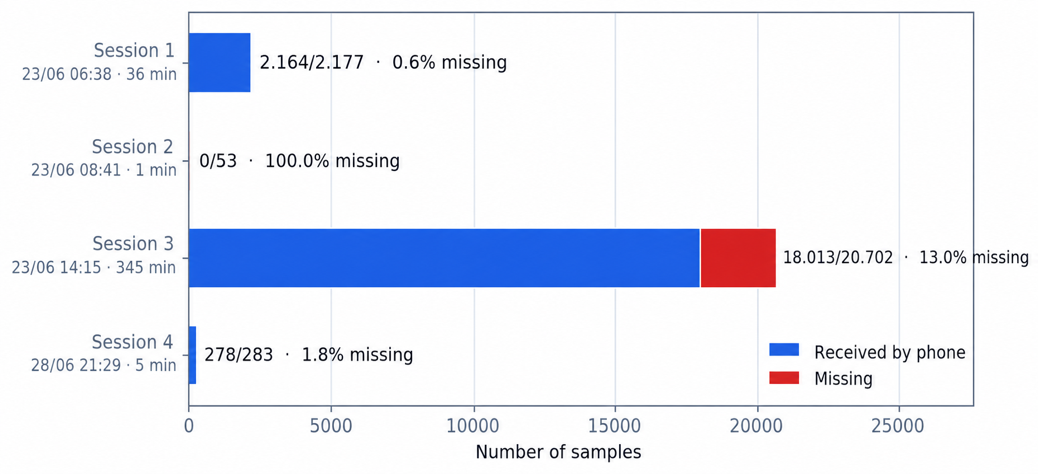 Session 1
23/06 06:38 · 36 min
2.164/2.177 · 0.6% missing
Session 2
23/06 08:41 · 1 min
0/53 · 100.0% missing
Session 3
23/06 14:15 · 345 min
18.013/20.702 · 13.0% missing
Session 4
28/06 21:29 · 5 min
278/283 · 1.8% missing
Received by phone
Missing
0 5000 10000 15000 20000 25000
Number of samples